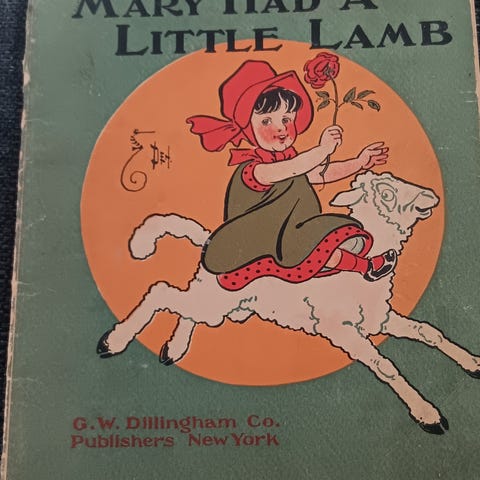 MARY HAD A
LITTLE LAMB
G. W. Dillingham Co.
Publishers New York